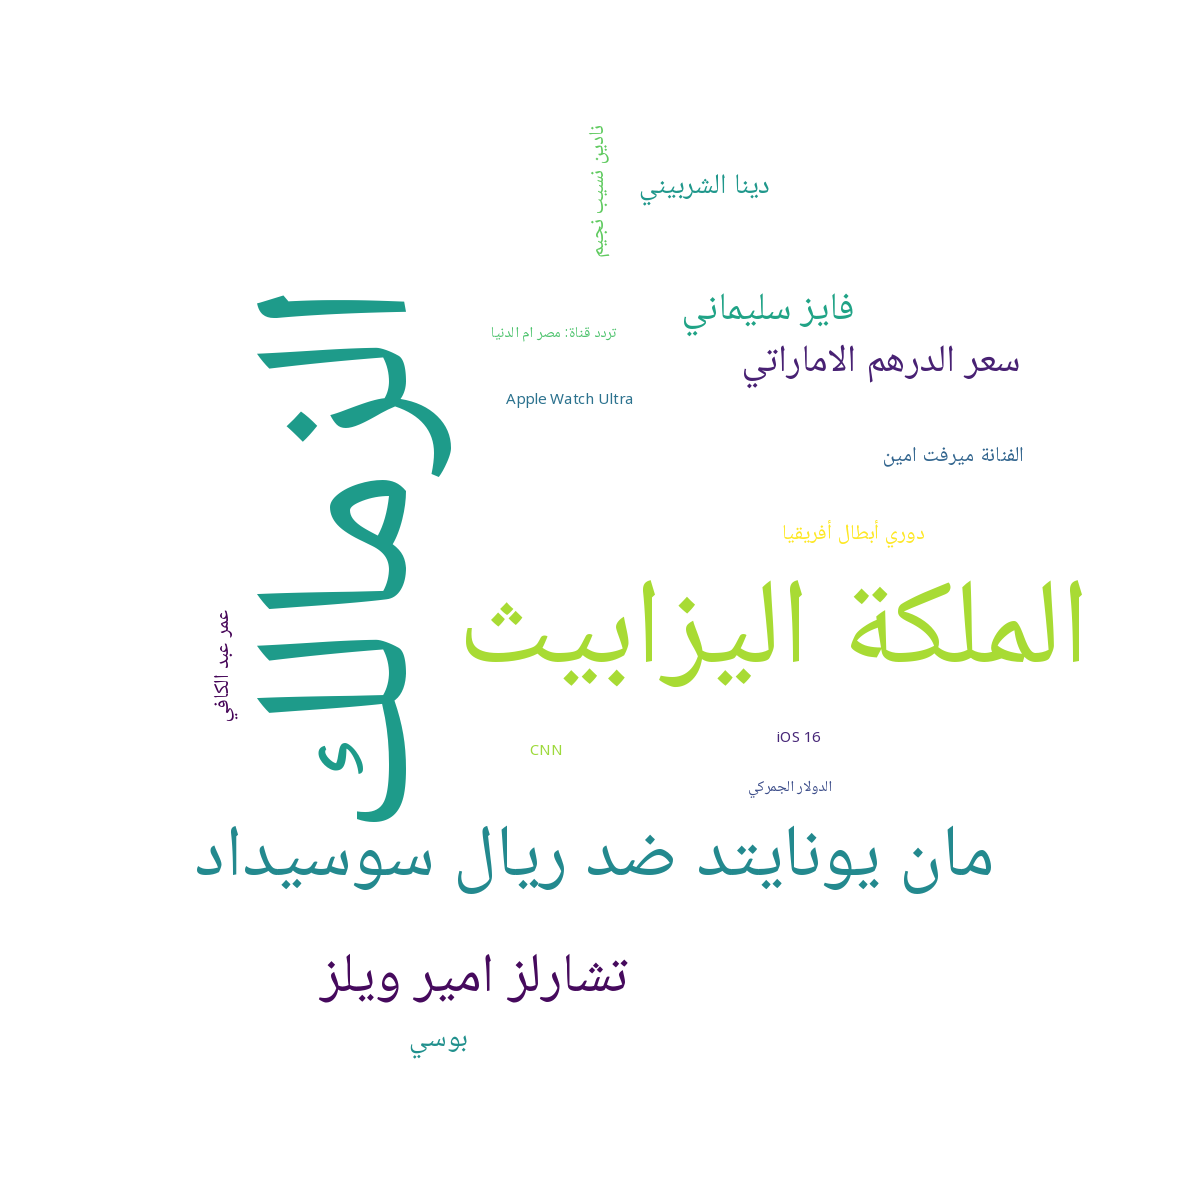 نادين نسيب نجيم
دينا الشربيني
الزمالك
فايز سليماني
تردد قناة: مصر ام الدنيا
سعر الدرهم الاماراتي
Apple Watch Ultra
الفنانة ميرفت امين
دوري أبطال أفريقيا
الملكة اليزابيث
عمر عبد الكافي
iOS 16
CNN
الدولار الجمركي
مان يونايتد ضد ريال سوسيداد
تشارلز امير ويلز
بوسي